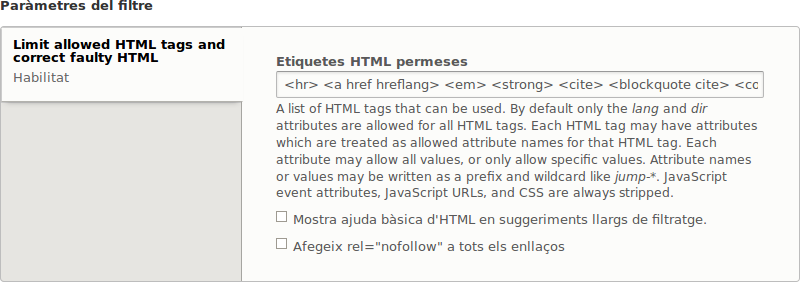 Paràmetres del filtre
Limit allowed HTML tags and
correct faulty HTML
Habilitat
Etiquetes HTML permeses
<hr> <a href hreflang> <em> <strong> <cite> <blockquote cite> <cc
A list of HTML tags that can be used. By default only the lang and dir
attributes are allowed for all HTML tags. Each HTML tag may have attributes
which are treated as allowed attribute names for that HTML tag. Each
attribute may allow all values, or only allow specific values. Attribute names
or values may be written as a prefix and wildcard like jump-*. JavaScript
event attributes, JavaScript URLs, and CSS are always stripped.
Mostra ajuda bàsica d'HTML en suggeriments llargs de filtratge.
Afegeix rel="nofollow" a tots els enllaços